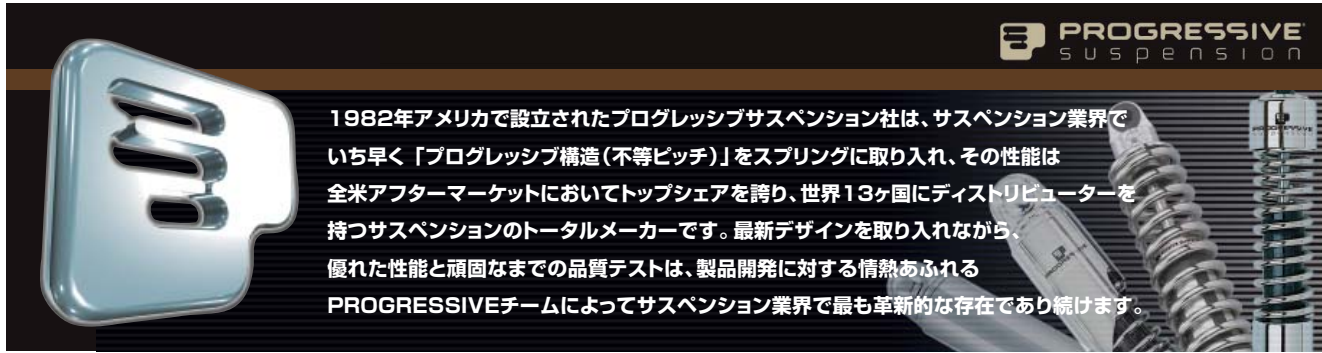 PROGRESSIVE
suspension
1982年アメリカで設立されたプログレッシブサスペンション社は、サスペンション業界で
いち早く「プログレッシブ構造(不等ピッチ)」をスプリングに取り入れ、その性能は
全米アフターマーケットにおいてトップシェアを誇り、世界13ヶ国にディストリビューターを
持つサスペンションのトータルメーカーです。最新デザインを取り入れながら、
優れた性能と頑固なまでの品質テストは、製品開発に対する情熱あふれる
PROGRESSIVEチームによってサスペンション業界で最も革新的な存在であり続けます。
PROGRESSIVE